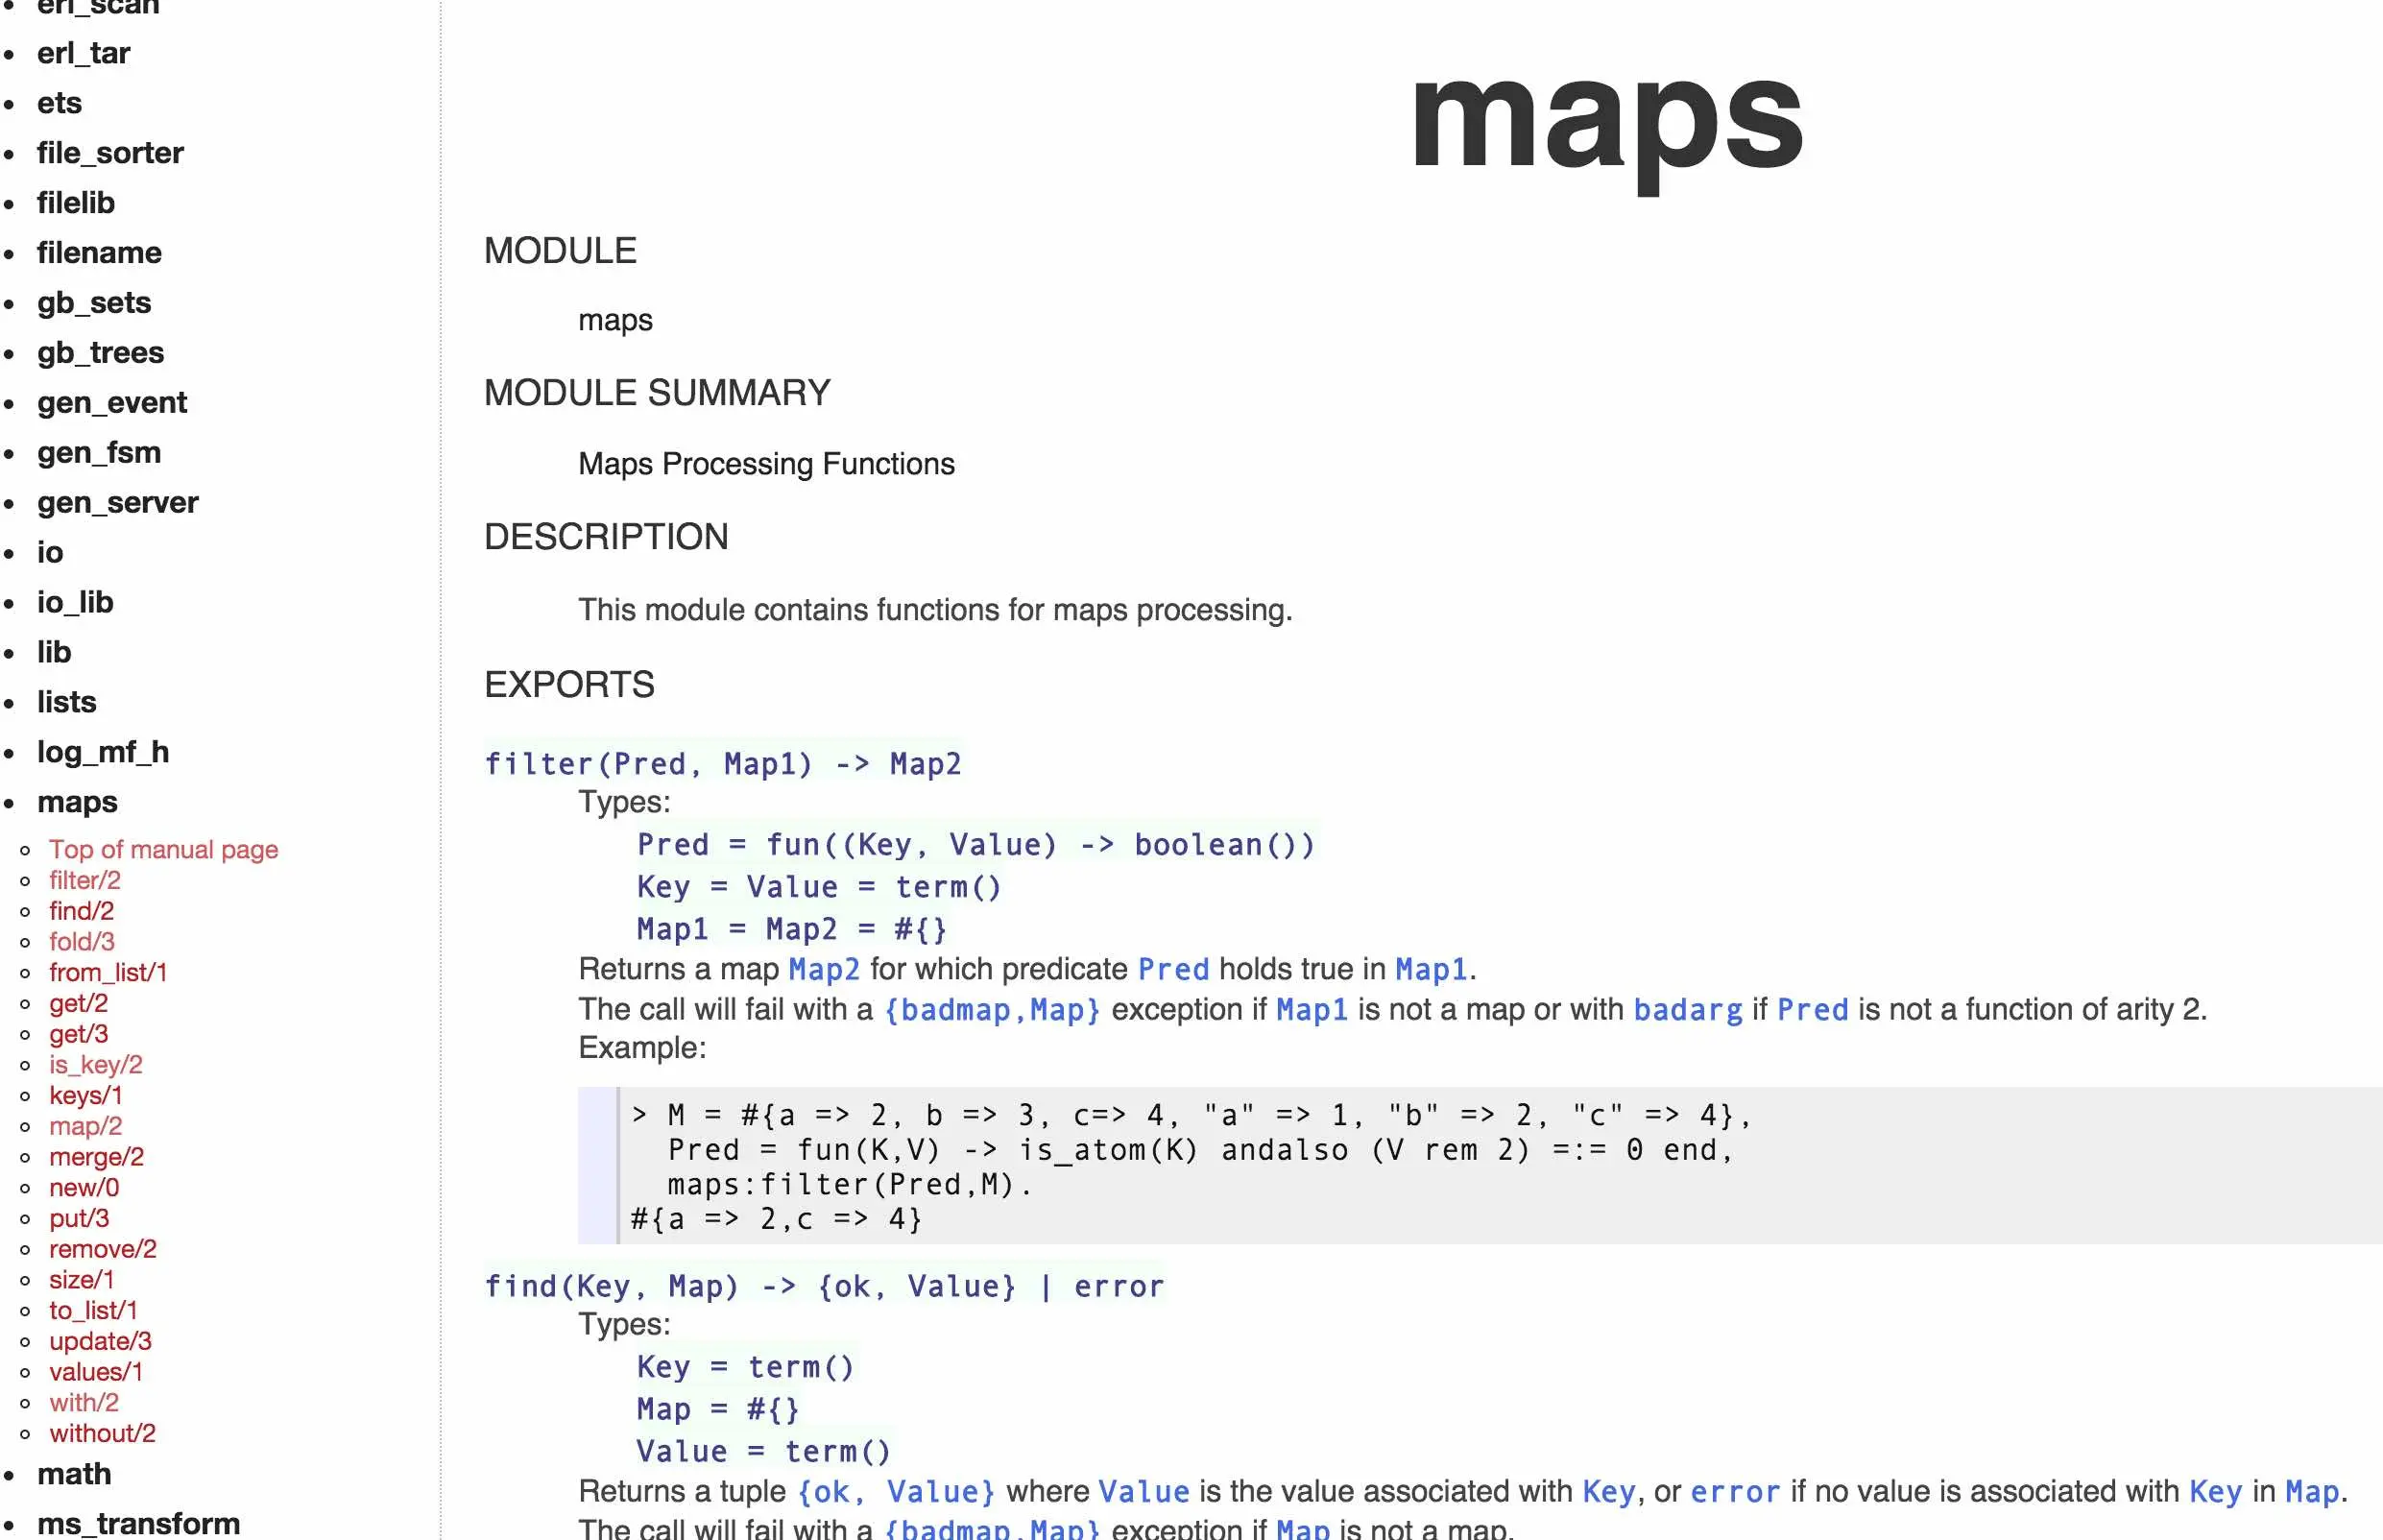 erl_scan
erl_tar
ets
file_sorter
filelib
filename
gb_sets
gb_trees
gen_event
gen_fsm
gen_server
io
io_lib
lib
lists
log_mf_h
maps
Top of manual page
filter/2
find/2
fold/3
from_list/1
get/2
get/3
is_key/2
keys/1
map/2
merge/2
new/0
put/3
remove/2
size/1
to_list/1
update/3
values/1
with/2
without/2
math
ms_transform
maps
MODULE
maps
MODULE SUMMARY
Maps Processing Functions
DESCRIPTION
This module contains functions for maps processing.
EXPORTS
filter(Pred, Map1) -> Map2
Types:
Pred = fun((Key, Value) -> boolean())
Key = Value = term()
Map1 = Map2 = #{}
Returns a map Map2 for which predicate Pred holds true in Map1.
The call will fail with a {badmap,Map} exception if Map1 is not a map or with badarg if Pred is not a function of arity 2.
Example:
> M = #{a => 2, b => 3, c=> 4, "a" => 1, "b" => 2, "c" => 4},
Pred = fun(K,V) -> is_atom(K) andalso (V rem 2) =:= 0 end,
maps:filter(Pred,M).
#{a => 2,c => 4}
find(Key, Map) -> {ok, Value} | error
Types:
Key = term()
Map = #{}
Value = term()
Returns a tuple {ok, Value} where Value is the value associated with Key, or error if no value is associated with Key in Map.
The call will fail with a {badmap,Map} exception if Map is not a map.